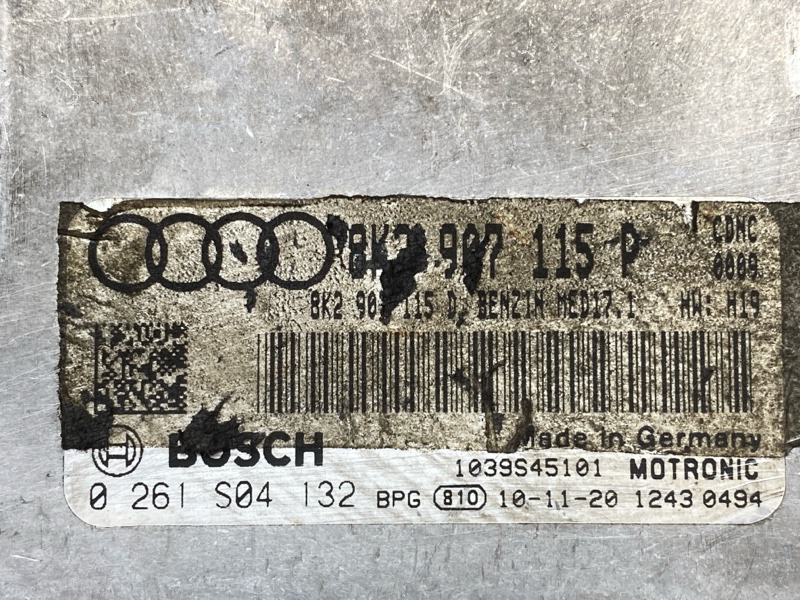 8K2 907 115 P CDNC
0009
8K2 907 115 D BENZIN MED17.1 HW: H19
BOSCH Made in Germany
1039S45101 MOTRONIC
0 261 S04 132 BPG 810 10-11-20 1243 0494